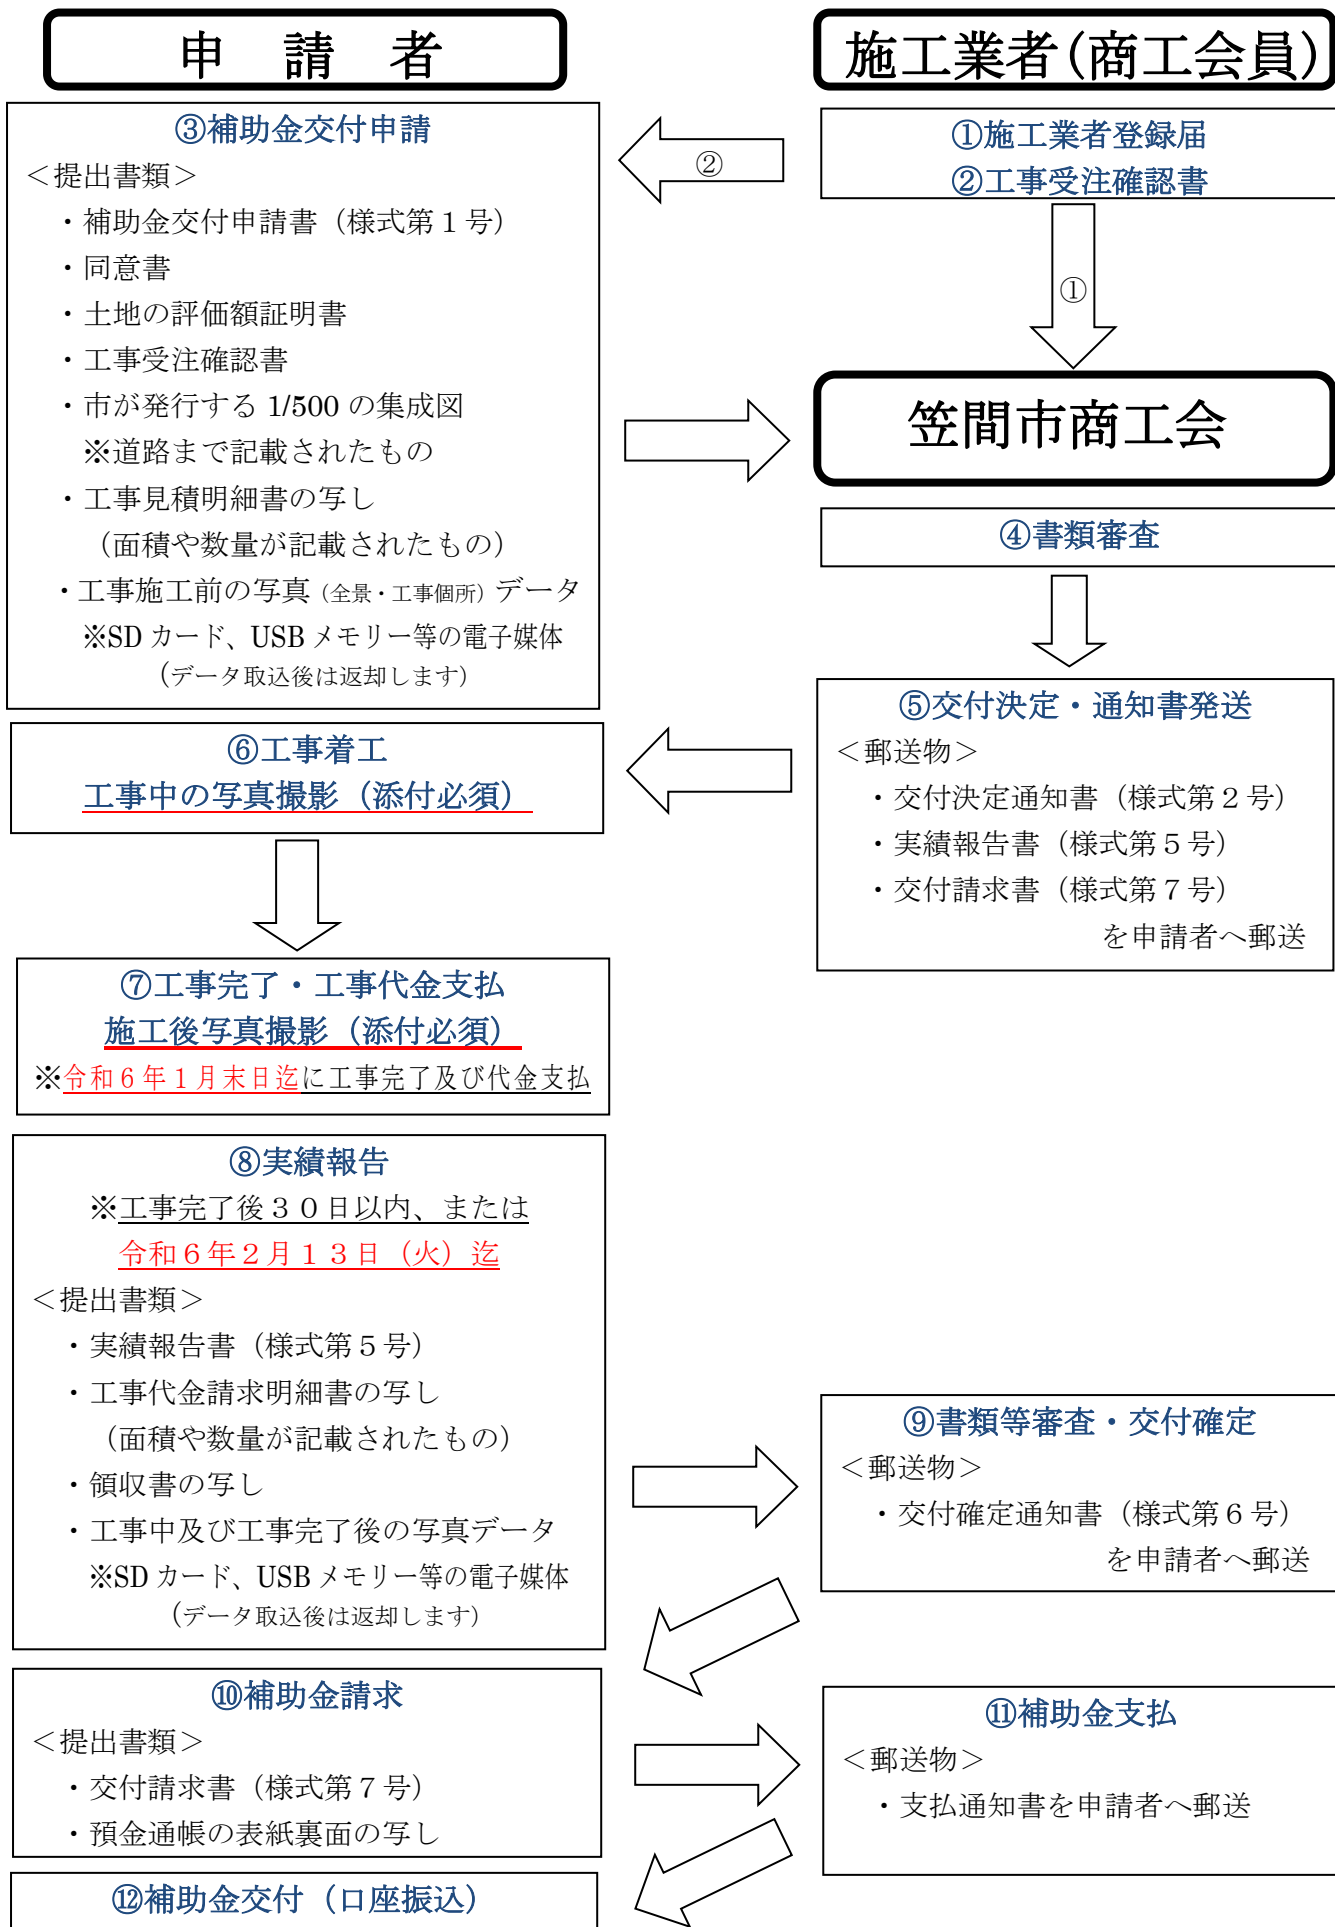 申　請　者
施工業者(商工会員)
③補助金交付申請
＜提出書類＞
・補助金交付申請書（様式第１号）
・同意書
・土地の評価額証明書
・工事受注確認書
・市が発行する 1/500 の集成図
※道路まで記載されたもの
・工事見積明細書の写し
（面積や数量が記載されたもの）
・工事施工前の写真（全景・工事個所）データ
※SD カード、USB メモリー等の電子媒体
（データ取込後は返却します）
②
①施工業者登録届
②工事受注確認書
①
笠間市商工会
④書類審査
⑤交付決定・通知書発送
＜郵送物＞
・交付決定通知書（様式第２号）
・実績報告書（様式第５号）
・交付請求書（様式第７号）
を申請者へ郵送
⑥工事着工
工事中の写真撮影（添付必須）
⑦工事完了・工事代金支払
施工後写真撮影（添付必須）
※令和６年１月末日迄に工事完了及び代金支払
⑧実績報告
※工事完了後３０日以内、または
令和６年２月１３日（火）迄
＜提出書類＞
・実績報告書（様式第５号）
・工事代金請求明細書の写し
（面積や数量が記載されたもの）
・領収書の写し
・工事中及び工事完了後の写真データ
※SD カード、USB メモリー等の電子媒体
（データ取込後は返却します）
⑨書類等審査・交付確定
＜郵送物＞
・交付確定通知書（様式第６号）
を申請者へ郵送
⑩補助金請求
＜提出書類＞
・交付請求書（様式第７号）
・預金通帳の表紙裏面の写し
⑪補助金支払
＜郵送物＞
・支払通知書を申請者へ郵送
⑫補助金交付（口座振込）